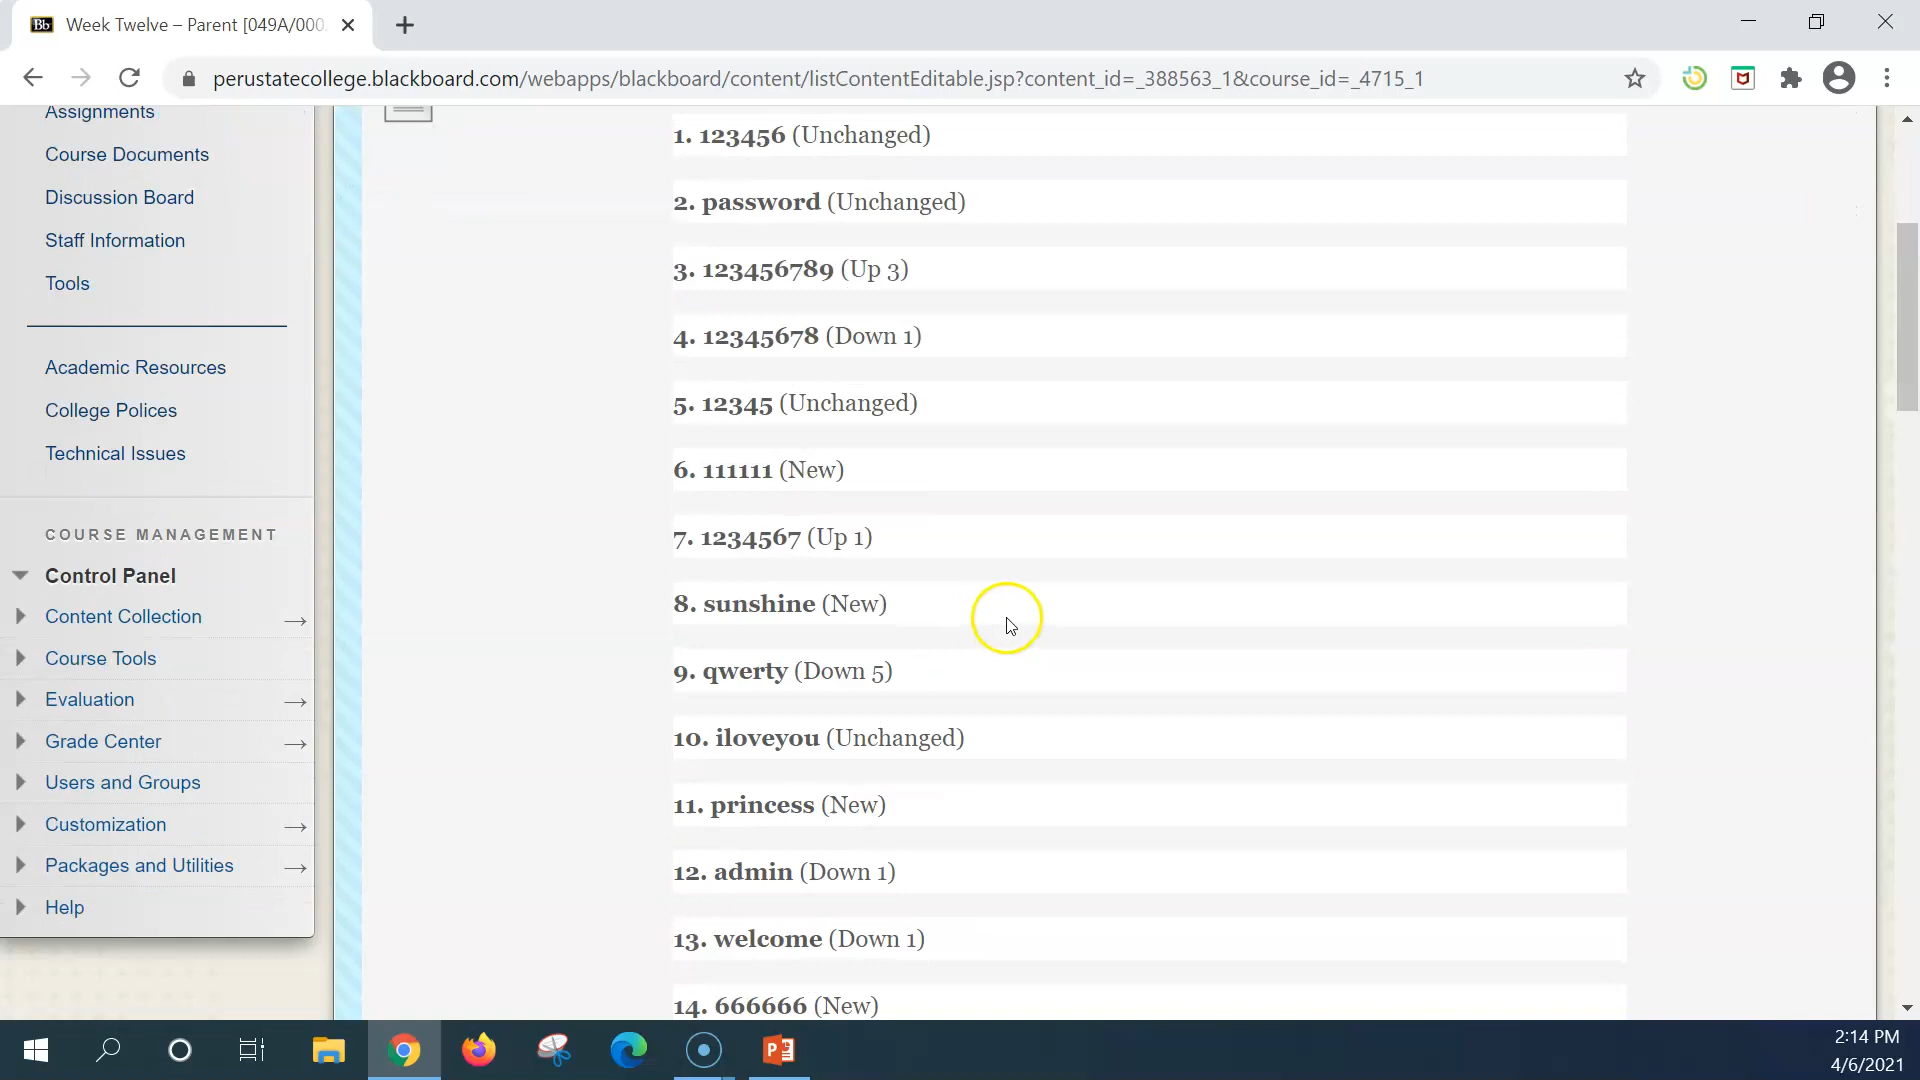 Week Twelve – Parent [049A/000
perustatecollege.blackboard.com/webapps/blackboard/content/listContentEditable.jsp?content_id=_388563_1&course_id=_4715_1
Assignments
Course Documents
Discussion Board
Staff Information
Tools
Academic Resources
College Polices
Technical Issues
COURSE MANAGEMENT
Control Panel
Content Collection
Course Tools
Evaluation
Grade Center
Users and Groups
Customization
Packages and Utilities
Help
1. 123456 (Unchanged)
2. password (Unchanged)
3. 123456789 (Up 3)
4. 12345678 (Down 1)
5. 12345 (Unchanged)
6. 111111 (New)
7. 1234567 (Up 1)
8. sunshine (New)
9. qwerty (Down 5)
10. iloveyou (Unchanged)
11. princess (New)
12. admin (Down 1)
13. welcome (Down 1)
14. 666666 (New)
2:14 PM
4/6/2021